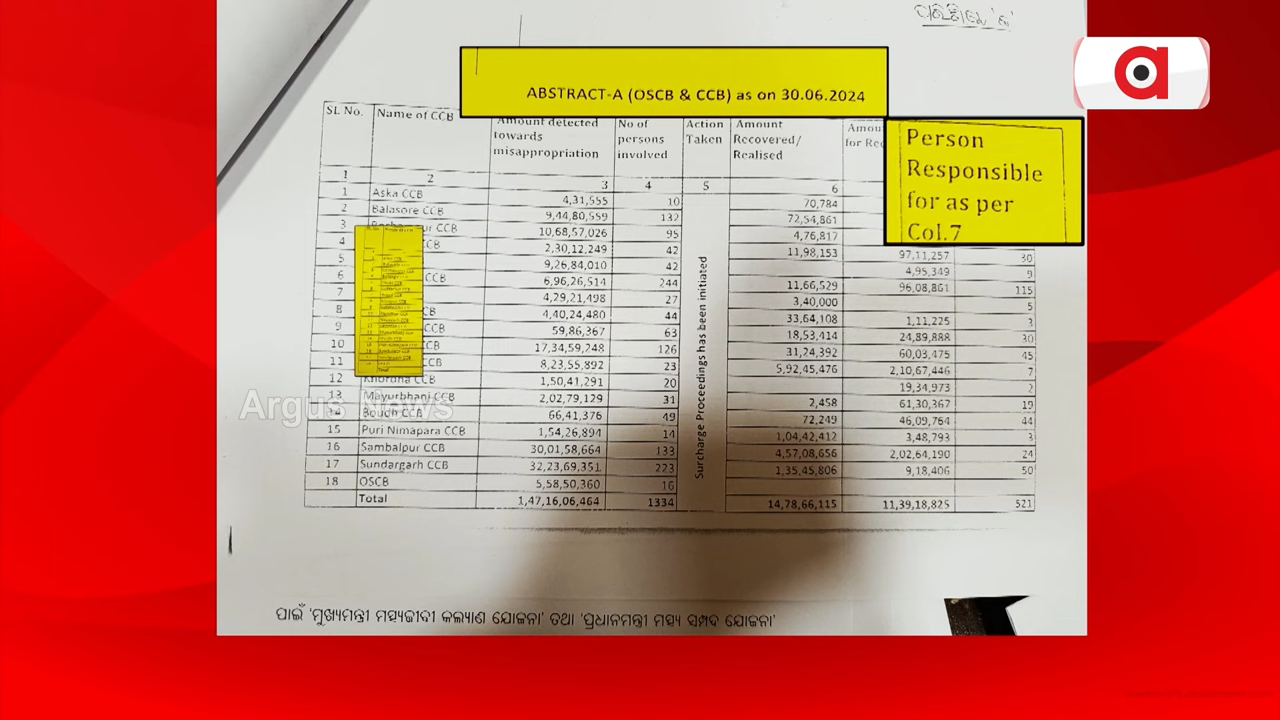 ପରିଶିଷ୍ଟ 'କ'
ABSTRACT-A (OSCB & CCB) as on 30.06.2024
SL No. Name of CCB Amount detected towards misappropriation No of persons involved Action Taken Amount Recovered/ Realised
Person
Responsible
for as per
Col.7
1 2 3 4 5 6
1 Aska CCB 4,31,555 10 70,784
2 Balasore CCB 9,44,80,559 132 72,54,861
3 CCB 10,68,57,026 95 4,76,817
4 CCB 2,30,12,249 42 11,98,153 97,11,257 30
5 9,26,84,010 42 4,95,349 9
6 CCB 6,96,26,514 244 11,66,529 96,08,861 115
7 4,29,21,498 27 3,40,000 5
8 4,40,24,480 44 33,64,108 1,11,225 3
9 CCB 59,86,367 63 18,53,414 24,89,888 30
10 CCB 17,34,59,248 126 31,24,392 60,03,475 45
11 CCB 8,23,55,892 23 5,92,45,476 2,10,67,446 7
12 Khordha CCB 1,50,41,291 20 19,34,973 2
13 Mayurbhanj CCB 2,02,79,129 31 2,458 61,30,367 19
14 Boudh CCB 66,41,376 49 72,249 46,09,764 44
15 Puri Nimapara CCB 1,54,26,894 14 1,04,42,412 3,48,793 3
16 Sambalpur CCB 30,01,58,664 133 4,57,08,656 2,02,64,190 24
17 Sundargarh CCB 32,23,69,351 223 1,35,45,806 9,18,406 50
18 OSCB 5,58,50,360 16
Total 1,47,16,06,464 1334 14,78,66,115 11,39,18,825 521
Surcharge Proceedings has been initiated
Argus News
ପାଇଁ 'ମୁଖ୍ୟମନ୍ତ୍ରୀ ମତ୍ସ୍ୟଜୀବୀ କଲ୍ୟାଣ ଯୋଜନା' ତଥା 'ପ୍ରଧାନମନ୍ତ୍ରୀ ମତ୍ସ୍ୟ ସମ୍ପଦ ଯୋଜନା'